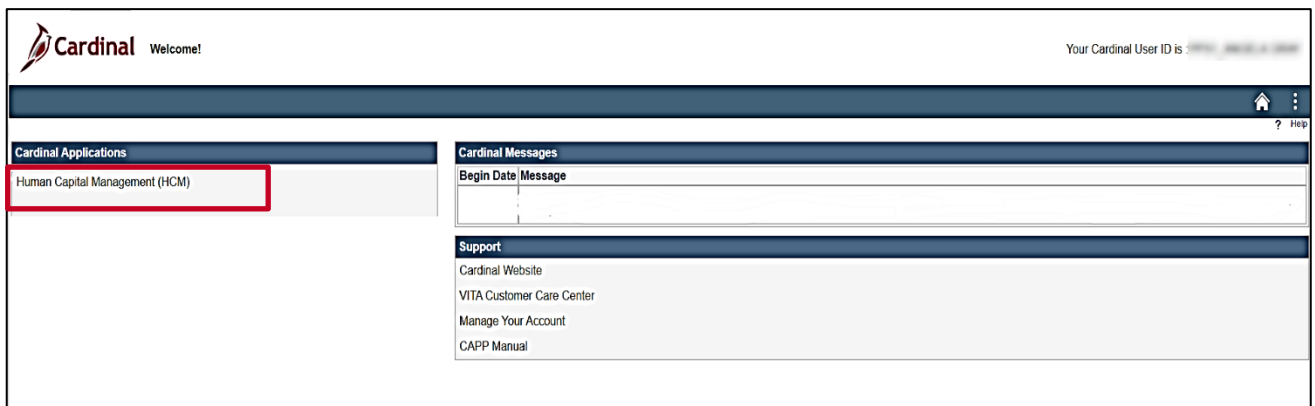 Cardinal Welcome!
Your Cardinal User ID is :
? Help
Cardinal Applications
Human Capital Management (HCM)
Cardinal Messages
Begin Date Message
Support
Cardinal Website
VITA Customer Care Center
Manage Your Account
CAPP Manual